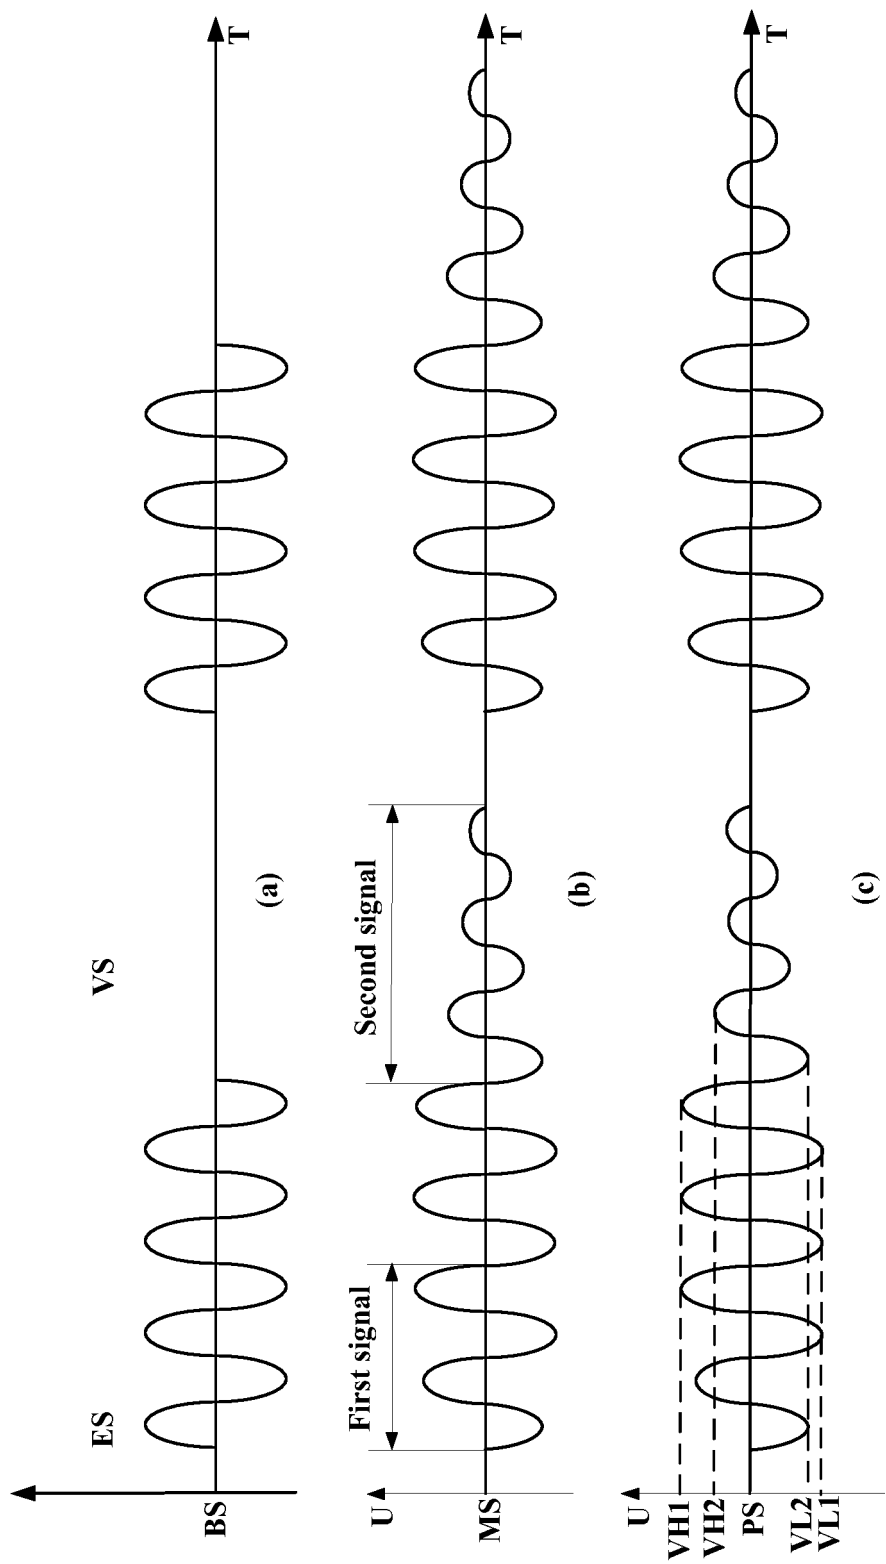 ES
VS
BS
T
(a)
U
First signal
Second signal
MS
T
(b)
U
VH1
VH2
PS
VL2
VL1
T
(c)